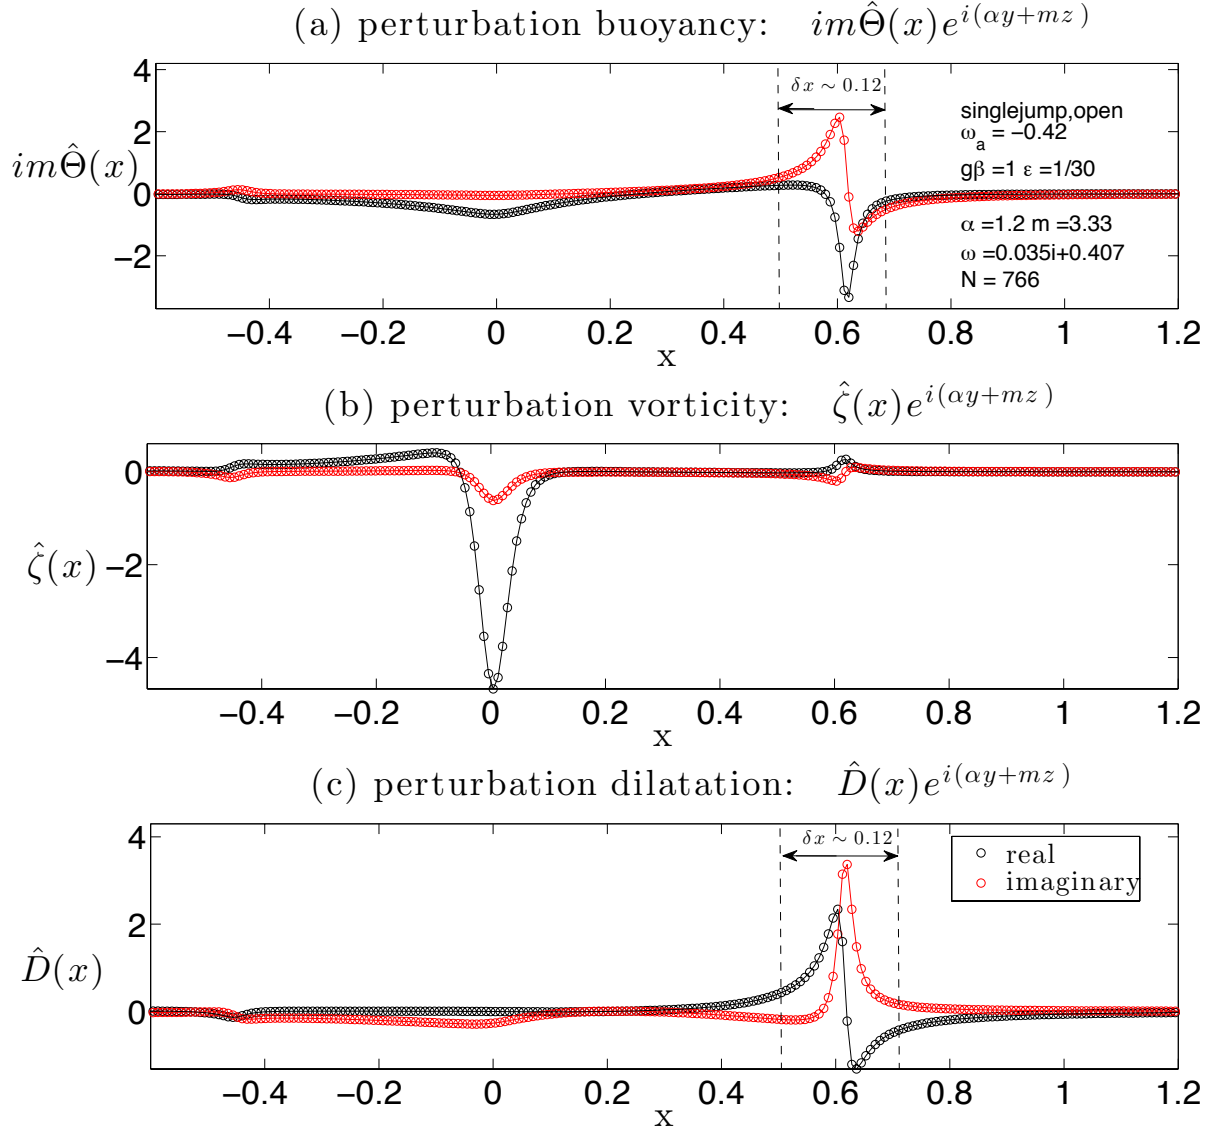 (a) perturbation buoyancy: imΘ̂(x)e^{i(αy+mz)}
δx ∼ 0.12
singlejump,open
ω_a = −0.42
gβ =1 ε =1/30
α =1.2 m =3.33
ω =0.035i+0.407
N = 766
imΘ̂(x)
4
2
0
−2
−0.4 −0.2 0 0.2 0.4 0.6 0.8 1 1.2
x
(b) perturbation vorticity: ζ̂(x)e^{i(αy+mz)}
ζ̂(x)
0
−2
−4
−0.4 −0.2 0 0.2 0.4 0.6 0.8 1 1.2
x
(c) perturbation dilatation: D̂(x)e^{i(αy+mz)}
δx ∼ 0.12
real
imaginary
D̂(x)
4
2
0
−0.4 −0.2 0 0.2 0.4 0.6 0.8 1 1.2
x